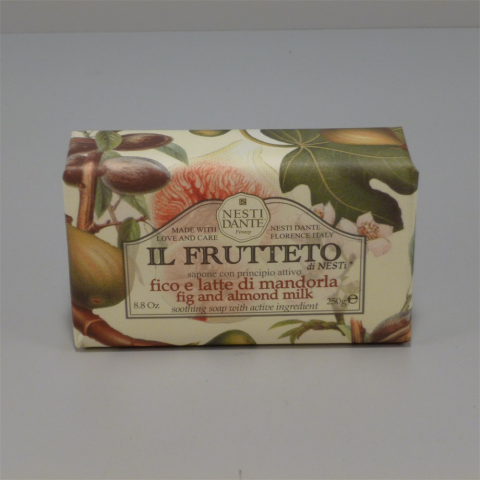 NESTI
DANTE
Firenze
MADE WITH
LOVE AND CARE
NESTI DANTE
FLORENCE ITALY
IL FRUTTETO
di NESTI
sapone con principio attivo
fico e latte di mandorla
fig and almond milk
8.8 Oz.
250g e
soothing soap with active ingredient